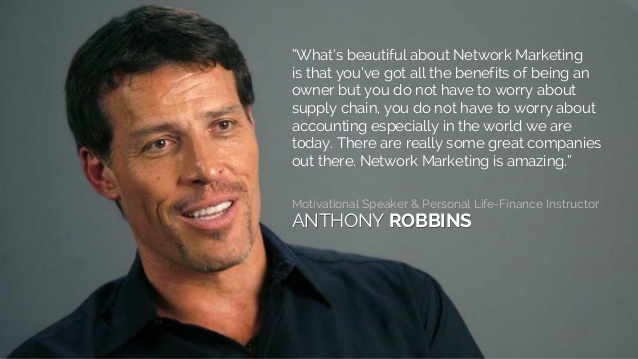 "What's beautiful about Network Marketing
is that you've got all the benefits of being an
owner but you do not have to worry about
supply chain, you do not have to worry about
accounting especially in the world we are
today. There are really some great companies
out there. Network Marketing is amazing."
Motivational Speaker & Personal Life-Finance Instructor
ANTHONY ROBBINS